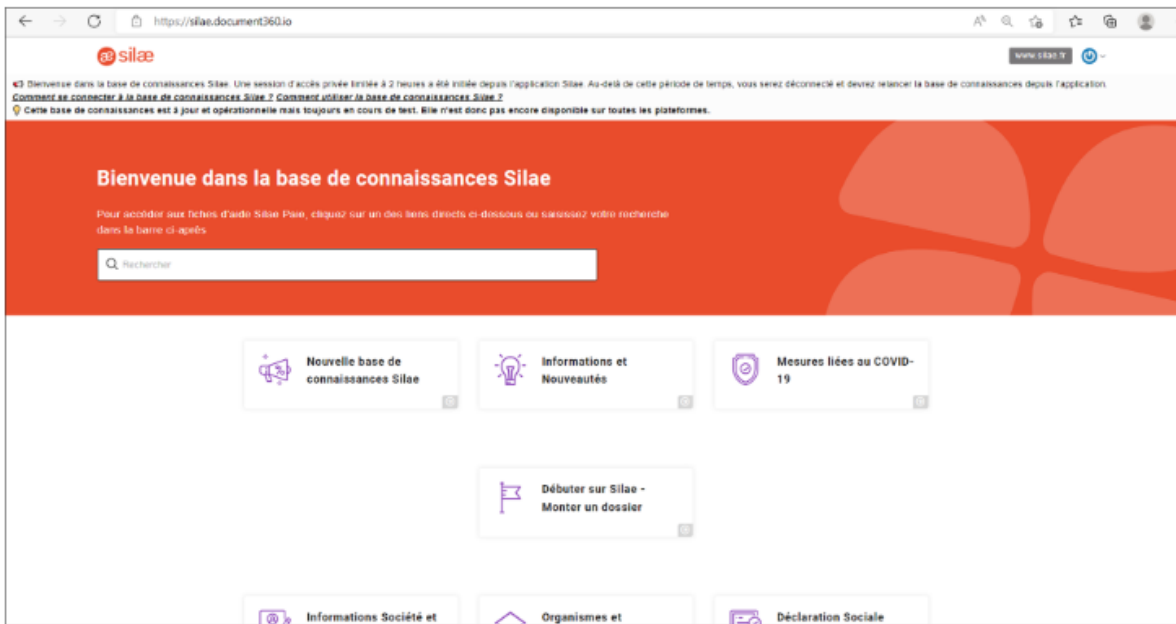 https://silae.document360.io
silae
www.silae.fr
Bienvenue dans la base de connaissances Silae. Une session d'accès privée limitée à 2 heures a été initiée depuis l'application Silae. Au-delà de cette période de temps, vous serez déconnecté et devrez relancer la base de connaissances depuis l'application.
Comment se connecter à la base de connaissances Silae ? Comment utiliser la base de connaissances Silae ?
Cette base de connaissances est à jour et opérationnelle mais toujours en cours de test. Elle n'est donc pas encore disponible sur toutes les plateformes.
Bienvenue dans la base de connaissances Silae
Pour accéder aux fiches d'aide Silae Paie, cliquez sur un des liens directs ci-dessous ou saisissez votre recherche
dans la barre ci-après
Rechercher
Nouvelle base de
connaissances Silae
Informations et
Nouveautés
Mesures liées au COVID-
19
Débuter sur Silae -
Monter un dossier
Informations Société et
Organismes et
Déclaration Sociale